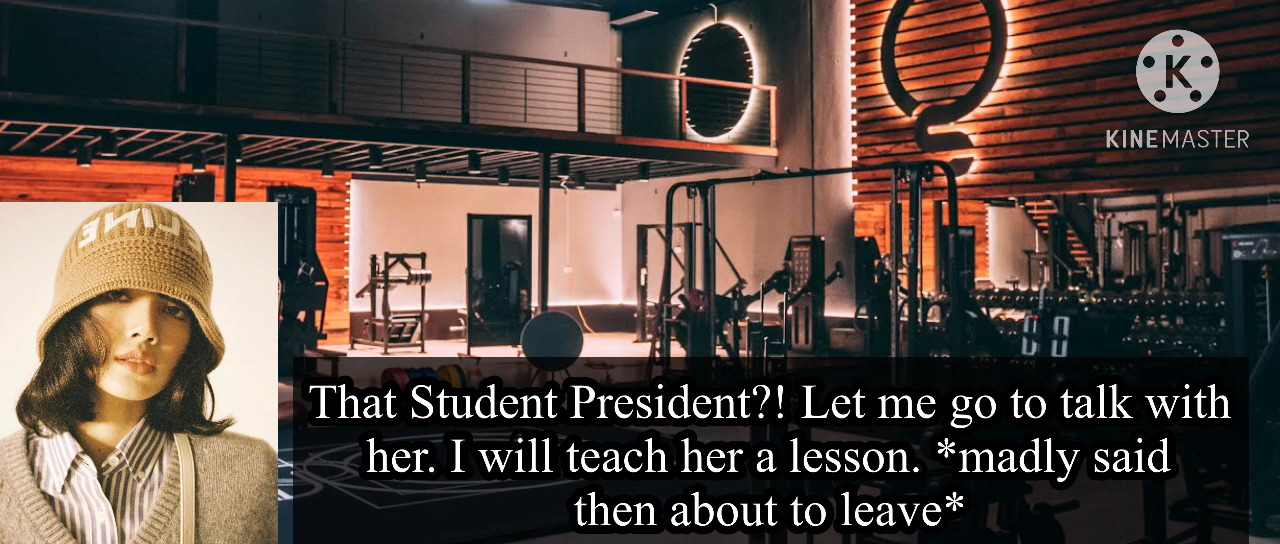 K
KINEMASTER
CELINE
That Student President?! Let me go to talk with
her. I will teach her a lesson. *madly said
then about to leave*